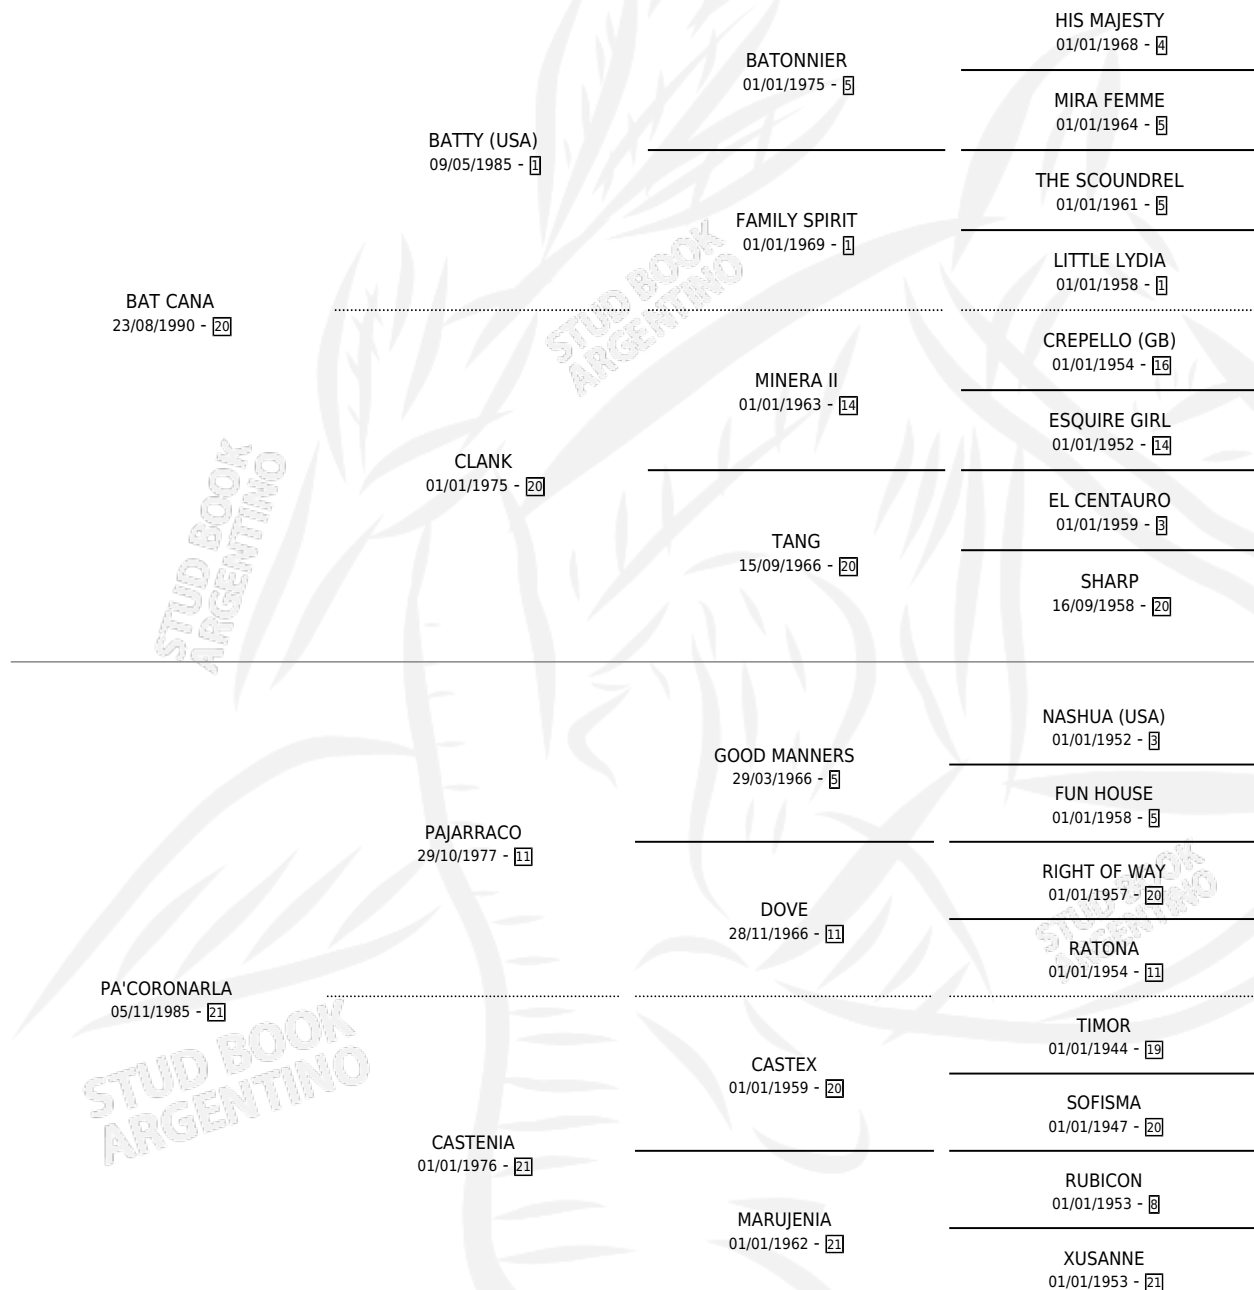 HIS MAJESTY
01/01/1968 - 4
BATONNIER
01/01/1975 - 5
MIRA FEMME
01/01/1964 - 5
BATTY (USA)
09/05/1985 - 1
THE SCOUNDREL
01/01/1961 - 5
FAMILY SPIRIT
01/01/1969 - 1
LITTLE LYDIA
01/01/1958 - 1
BAT CANA
23/08/1990 - 20
CREPELLO (GB)
01/01/1954 - 16
MINERA II
01/01/1963 - 14
ESQUIRE GIRL
01/01/1952 - 14
CLANK
01/01/1975 - 20
EL CENTAURO
01/01/1959 - 3
TANG
15/09/1966 - 20
SHARP
16/09/1958 - 20
NASHUA (USA)
01/01/1952 - 3
GOOD MANNERS
29/03/1966 - 5
FUN HOUSE
01/01/1958 - 5
PAJARRACO
29/10/1977 - 11
RIGHT OF WAY
01/01/1957 - 20
DOVE
28/11/1966 - 11
RATONA
01/01/1954 - 11
PA'CORONARLA
05/11/1985 - 21
TIMOR
01/01/1944 - 19
CASTEX
01/01/1959 - 20
SOFISMA
01/01/1947 - 20
CASTENIA
01/01/1976 - 21
RUBICON
01/01/1953 - 8
MARUJENIA
01/01/1962 - 21
XUSANNE
01/01/1953 - 21
STUD BOOK
ARGENTINO
STUD BOOK
ARGENTINO
STUD BOOK
ARGENTINO
STUD BOOK
ARGENTINO